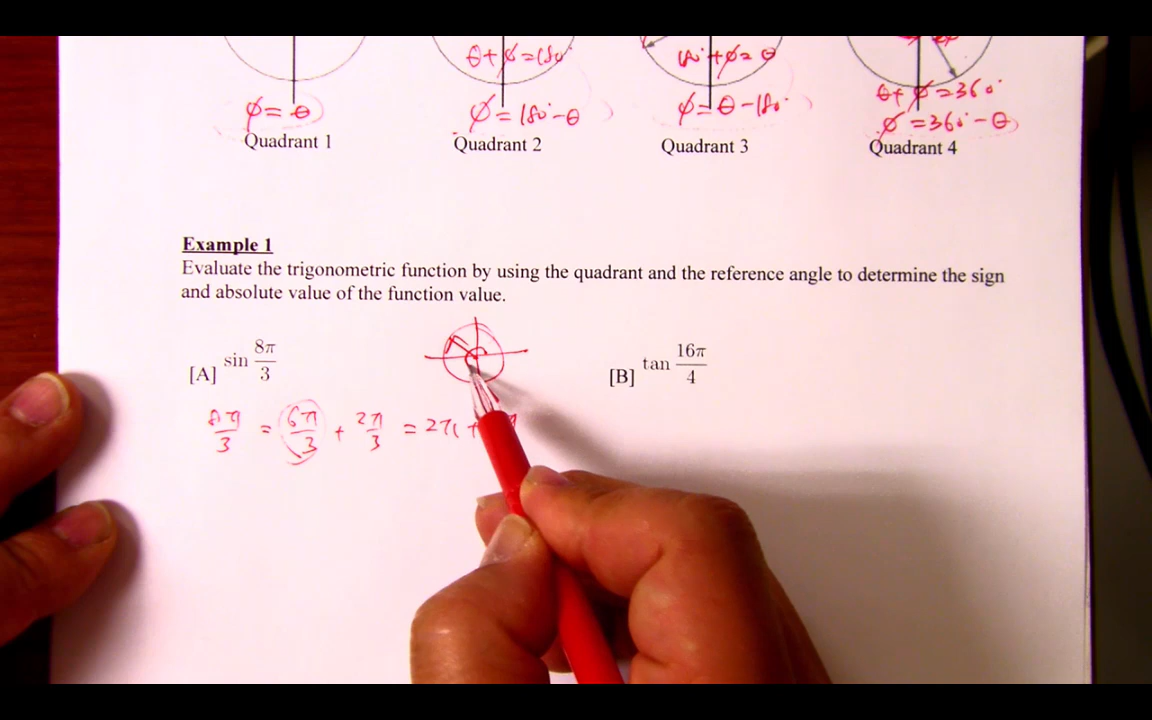 θ+ϕ=180° 180°+ϕ=θ θ+ϕ=360°
ϕ=θ ϕ=180°-θ ϕ=θ-180° ϕ=360°-θ
Quadrant 1 Quadrant 2 Quadrant 3 Quadrant 4
Example 1
Evaluate the trigonometric function by using the quadrant and the reference angle to determine the sign
and absolute value of the function value.
[A] sin 8π/3 [B] tan 16π/4
8π/3 = 6π/3 + 2π/3 = 2π +